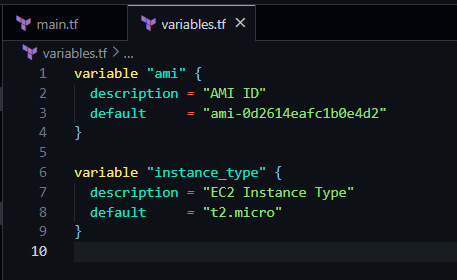 main.tf
variables.tf ×
variables.tf > ...
1 variable "ami" {
2   description = "AMI ID"
3   default     = "ami-0d2614eafc1b0e4d2"
4 }
5
6 variable "instance_type" {
7   description = "EC2 Instance Type"
8   default     = "t2.micro"
9 }
10